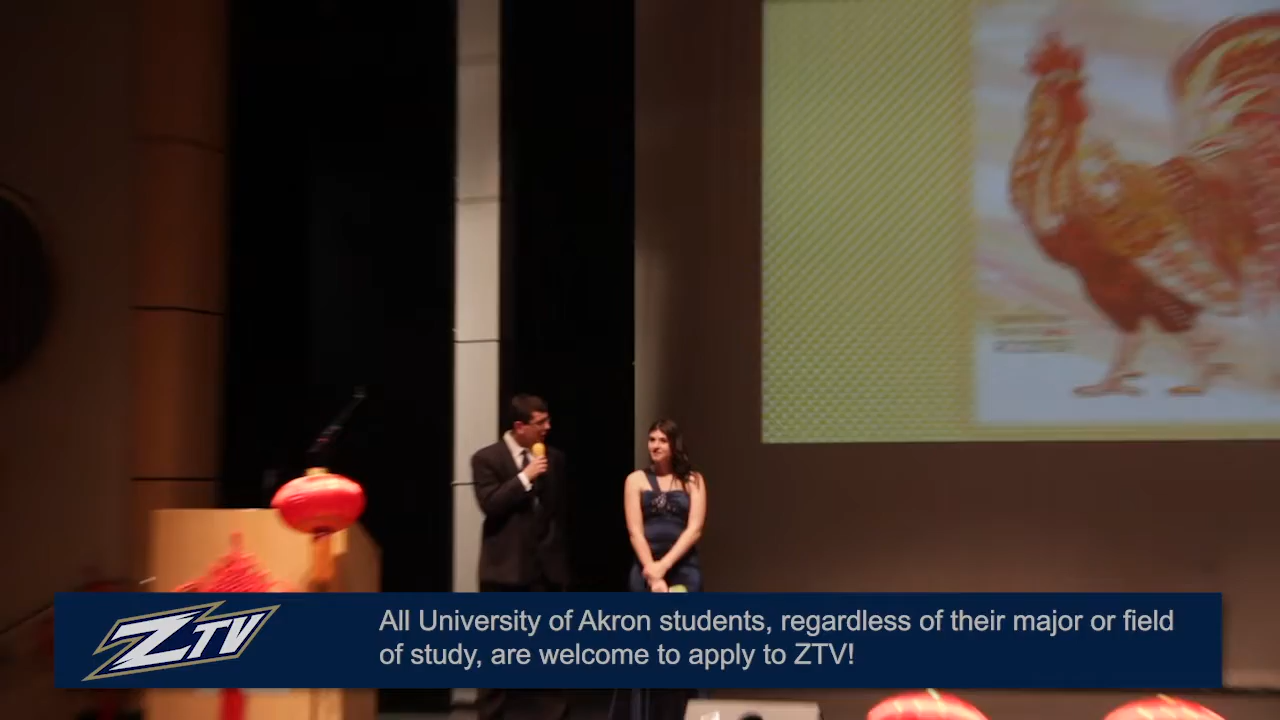 ZTV
All University of Akron students, regardless of their major or field
of study, are welcome to apply to ZTV!